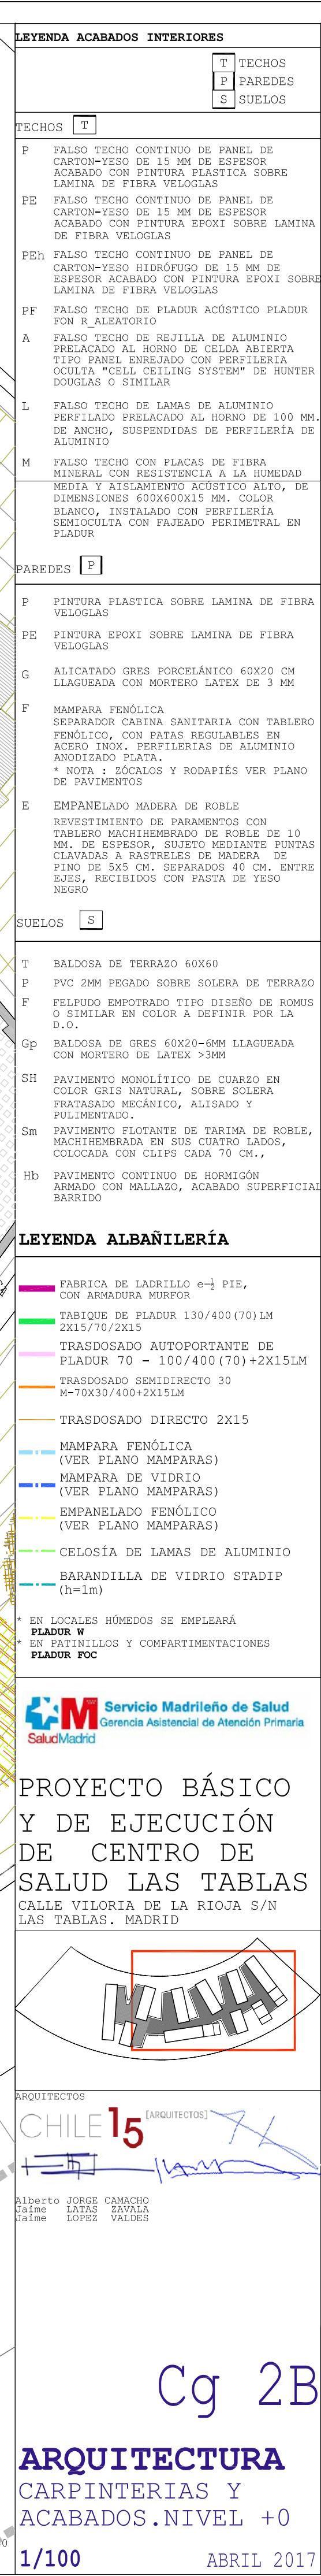 LEYENDA ACABADOS INTERIORES
T TECHOS
P PAREDES
S SUELOS
TECHOS T
P FALSO TECHO CONTINUO DE PANEL DE
CARTON-YESO DE 15 MM DE ESPESOR
ACABADO CON PINTURA PLASTICA SOBRE
LAMINA DE FIBRA VELOGLAS
PE FALSO TECHO CONTINUO DE PANEL DE
CARTON-YESO DE 15 MM DE ESPESOR
ACABADO CON PINTURA EPOXI SOBRE LAMINA
DE FIBRA VELOGLAS
PEh FALSO TECHO CONTINUO DE PANEL DE
CARTON-YESO HIDRÓFUGO DE 15 MM DE
ESPESOR ACABADO CON PINTURA EPOXI SOBRE
LAMINA DE FIBRA VELOGLAS
PF FALSO TECHO DE PLADUR ACÚSTICO PLADUR
FON R_ALEATORIO
A FALSO TECHO DE REJILLA DE ALUMINIO
PRELACADO AL HORNO DE CELDA ABIERTA
TIPO PANEL ENREJADO CON PERFILERIA
OCULTA "CELL CEILING SYSTEM" DE HUNTER
DOUGLAS O SIMILAR
L FALSO TECHO DE LAMAS DE ALUMINIO
PERFILADO PRELACADO AL HORNO DE 100 MM.
DE ANCHO, SUSPENDIDAS DE PERFILERÍA DE
ALUMINIO
M FALSO TECHO CON PLACAS DE FIBRA
MINERAL CON RESISTENCIA A LA HUMEDAD
MEDIA Y AISLAMIENTO ACÚSTICO ALTO, DE
DIMENSIONES 600X600X15 MM. COLOR
BLANCO, INSTALADO CON PERFILERÍA
SEMIOCULTA CON FAJEADO PERIMETRAL EN
PLADUR
PAREDES P
P PINTURA PLASTICA SOBRE LAMINA DE FIBRA
VELOGLAS
PE PINTURA EPOXI SOBRE LAMINA DE FIBRA
VELOGLAS
G ALICATADO GRES PORCELÁNICO 60X20 CM
LLAGUEADA CON MORTERO LATEX DE 3 MM
F MAMPARA FENÓLICA
SEPARADOR CABINA SANITARIA CON TABLERO
FENÓLICO, CON PATAS REGULABLES EN
ACERO INOX. PERFILERIAS DE ALUMINIO
ANODIZADO PLATA.
* NOTA : ZÓCALOS Y RODAPIÉS VER PLANO
DE PAVIMENTOS
E EMPANELADO MADERA DE ROBLE
REVESTIMIENTO DE PARAMENTOS CON
TABLERO MACHIHEMBRADO DE ROBLE DE 10
MM. DE ESPESOR, SUJETO MEDIANTE PUNTAS
CLAVADAS A RASTRELES DE MADERA DE
PINO DE 5X5 CM. SEPARADOS 40 CM. ENTRE
EJES, RECIBIDOS CON PASTA DE YESO
NEGRO
SUELOS S
T BALDOSA DE TERRAZO 60X60
P PVC 2MM PEGADO SOBRE SOLERA DE TERRAZO
F FELPUDO EMPOTRADO TIPO DISEÑO DE ROMUS
O SIMILAR EN COLOR A DEFINIR POR LA
D.O.
Gp BALDOSA DE GRES 60X20-6MM LLAGUEADA
CON MORTERO DE LATEX >3MM
SH PAVIMENTO MONOLÍTICO DE CUARZO EN
COLOR GRIS NATURAL, SOBRE SOLERA
FRATASADO MECÁNICO, ALISADO Y
PULIMENTADO.
Sm PAVIMENTO FLOTANTE DE TARIMA DE ROBLE,
MACHIHEMBRADA EN SUS CUATRO LADOS,
COLOCADA CON CLIPS CADA 70 CM.,
Hb PAVIMENTO CONTINUO DE HORMIGÓN
ARMADO CON MALLAZO, ACABADO SUPERFICIAL
BARRIDO
LEYENDA ALBAÑILERÍA
FABRICA DE LADRILLO e=½ PIE,
CON ARMADURA MURFOR
TABIQUE DE PLADUR 130/400(70)LM
2X15/70/2X15
TRASDOSADO AUTOPORTANTE DE
PLADUR 70 - 100/400(70)+2X15LM
TRASDOSADO SEMIDIRECTO 30
M-70X30/400+2X15LM
TRASDOSADO DIRECTO 2X15
MAMPARA FENÓLICA
(VER PLANO MAMPARAS)
MAMPARA DE VIDRIO
(VER PLANO MAMPARAS)
EMPANELADO FENÓLICO
(VER PLANO MAMPARAS)
CELOSÍA DE LAMAS DE ALUMINIO
BARANDILLA DE VIDRIO STADIP
(h=1m)
* EN LOCALES HÚMEDOS SE EMPLEARÁ
PLADUR W
* EN PATINILLOS Y COMPARTIMENTACIONES
PLADUR FOC
SaludMadrid
Servicio Madrileño de Salud
Gerencia Asistencial de Atención Primaria
PROYECTO BÁSICO
Y DE EJECUCIÓN
DE CENTRO DE
SALUD LAS TABLAS
CALLE VILORIA DE LA RIOJA S/N
LAS TABLAS. MADRID
ARQUITECTOS
CHILE 15 [ARQUITECTOS]
Alberto JORGE CAMACHO
Jaime LATAS ZAVALA
Jaime LOPEZ VALDES
Cg 2B
ARQUITECTURA
CARPINTERIAS Y
ACABADOS.NIVEL +0
1/100 ABRIL 2017